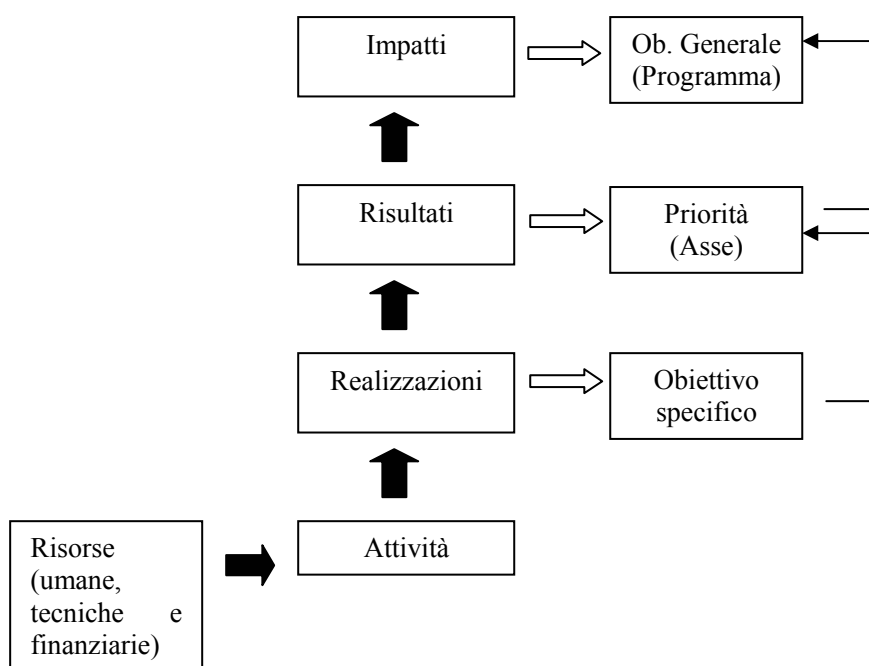 Impatti
Ob. Generale
(Programma)
Risultati
Priorità
(Asse)
Realizzazioni
Obiettivo
specifico
Attività
Risorse
(umane,
tecniche e
finanziarie)